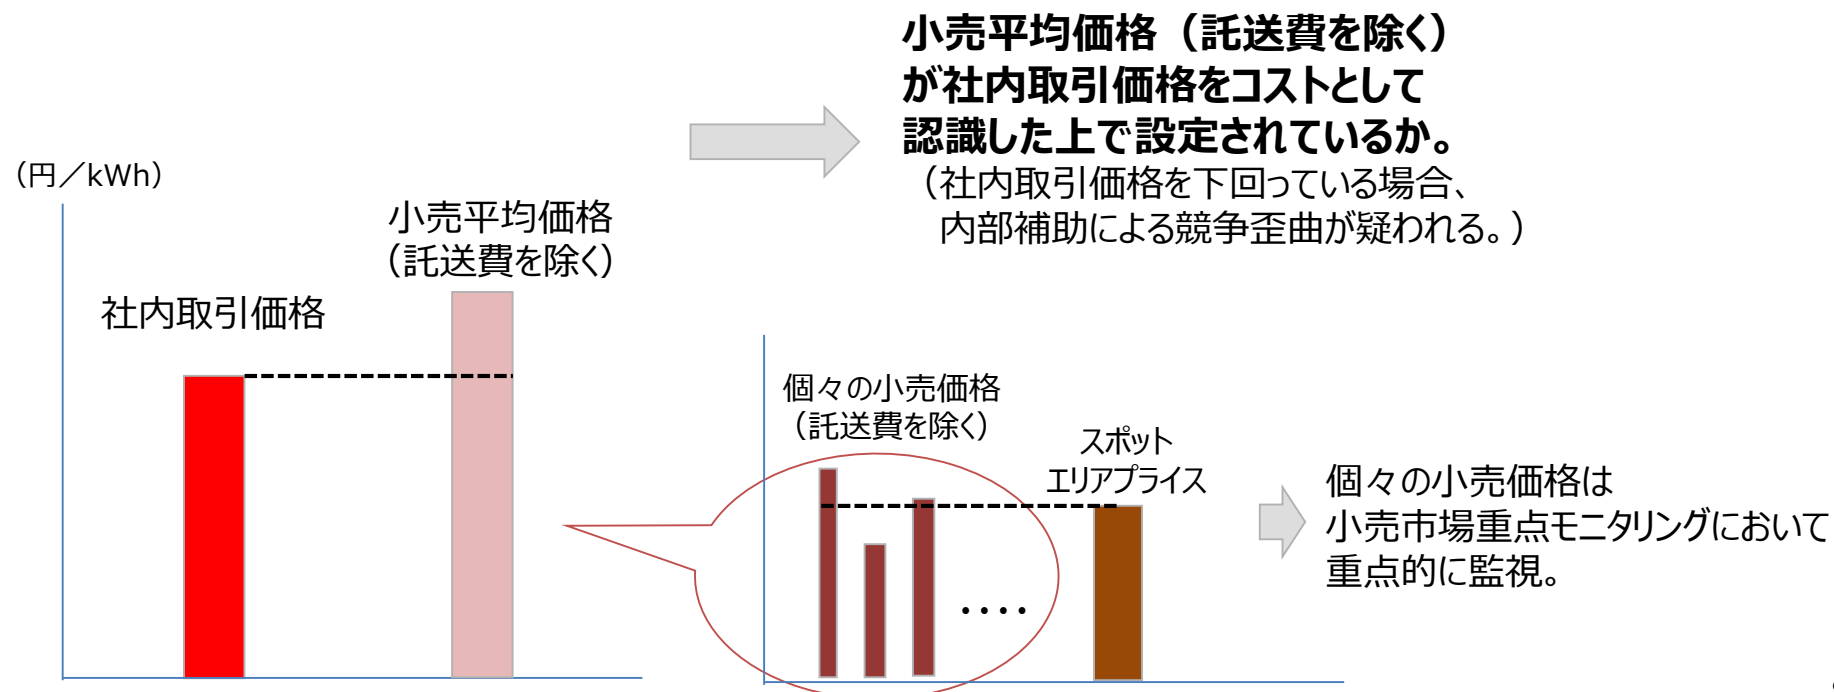 小売平均価格（託送費を除く）
が社内取引価格をコストとして
認識した上で設定されているか。
（社内取引価格を下回っている場合、
内部補助による競争歪曲が疑われる。）
（円／kWh）
小売平均価格
（託送費を除く）
社内取引価格
個々の小売価格
（託送費を除く）
スポット
エリアプライス
‥‥
個々の小売価格は
小売市場重点モニタリングにおいて
重点的に監視。